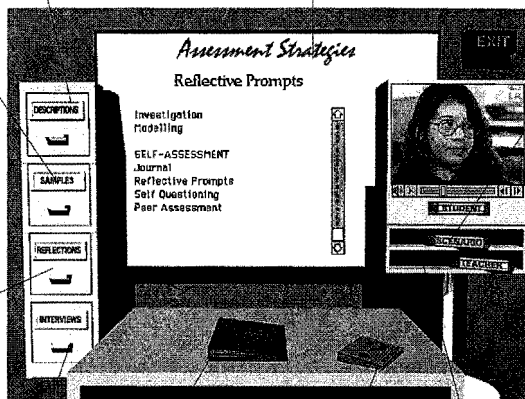 Assessment Strategies
Reflective Prompts
Investigation
Modelling
SELF-ASSESSMENT
Journal
Reflective Prompts
Self Questioning
Peer Assessment
DESCRIPTIONS
SAMPLES
REFLECTIONS
INTERVIEWS
EXIT
STUDENT
SCENARIO
TEACHER